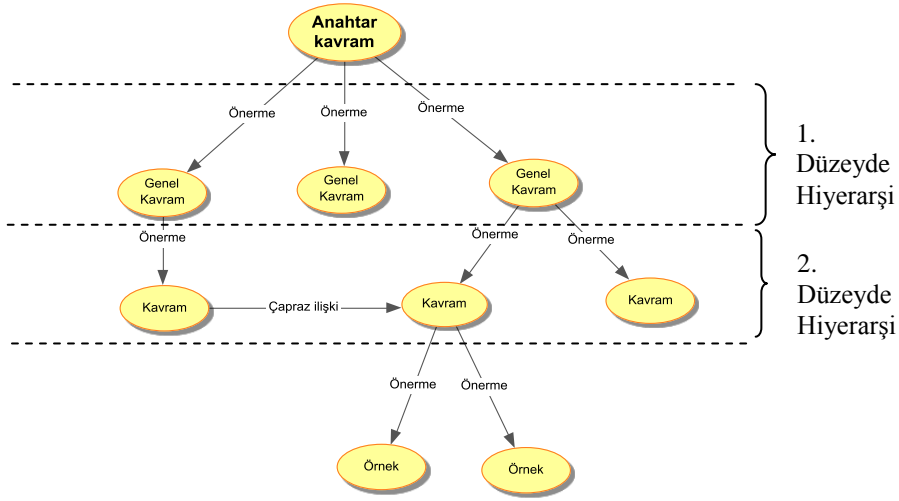 Anahtar
kavram
Önerme
Önerme
Önerme
Genel
Kavram
Genel
Kavram
Genel
Kavram
1.
Düzeyde
Hiyerarşi
Önerme
Önerme
Önerme
Kavram
Çapraz ilişki
Kavram
Kavram
2.
Düzeyde
Hiyerarşi
Önerme
Önerme
Örnek
Örnek